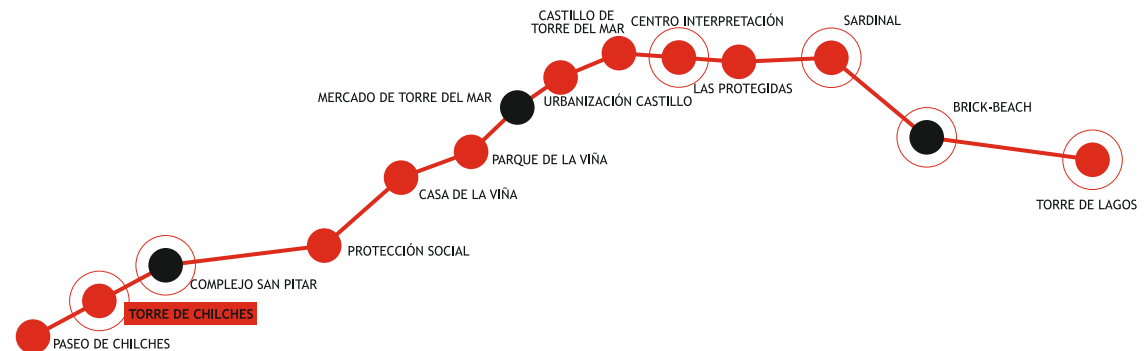 CASTILLO DE
TORRE DEL MAR
CENTRO INTERPRETACIÓN
SARDINAL
MERCADO DE TORRE DEL MAR
URBANIZACIÓN CASTILLO
LAS PROTEGIDAS
BRICK-BEACH
PARQUE DE LA VIÑA
CASA DE LA VIÑA
TORRE DE LAGOS
PROTECCIÓN SOCIAL
COMPLEJO SAN PITAR
TORRE DE CHILCHES
PASEO DE CHILCHES